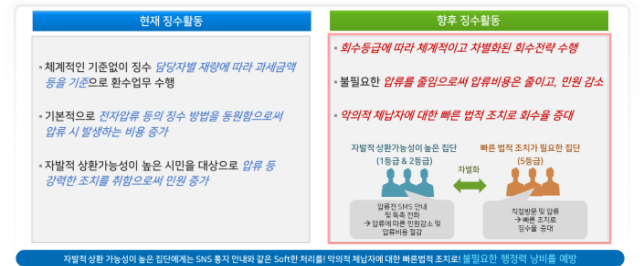 현재 징수활동
▪ 체계적인 기준없이 징수 담당자별 재량에 따라 과세금액
등을 기준으로 환수업무 수행
▪ 기본적으로 전자압류 등의 징수 방법을 동원함으로써
압류 시 발생하는 비용 증가
▪ 자발적 상환가능성이 높은 시민을 대상으로 압류 등
강력한 조치를 취함으로써 민원 증가
향후 징수활동
▪ 회수등급에 따라 체계적이고 차별화된 회수전략 수행
▪ 불필요한 압류를 줄임으로써 압류비용은 줄이고, 민원 감소
▪ 악의적 체납자에 대한 빠른 법적 조치로 회수율 증대
자발적 상환가능성이 높은 집단
(1등급 & 2등급)
차별화
빠른 법적 조치가 필요한 집단
(5등급)
압류전 SMS 안내
및 독촉 전화
→ 압류에 따른 민원감소 및
압류비용 절감
직접방문 및 압류
→ 빠른 조치로
징수율 증대
자발적 상환 가능성이 높은 집단에게는 SNS 통지 안내와 같은 Soft한 처리를! 악의적 체납자에 대한 빠른법적 조치로! 불필요한 행정력 낭비를 예방